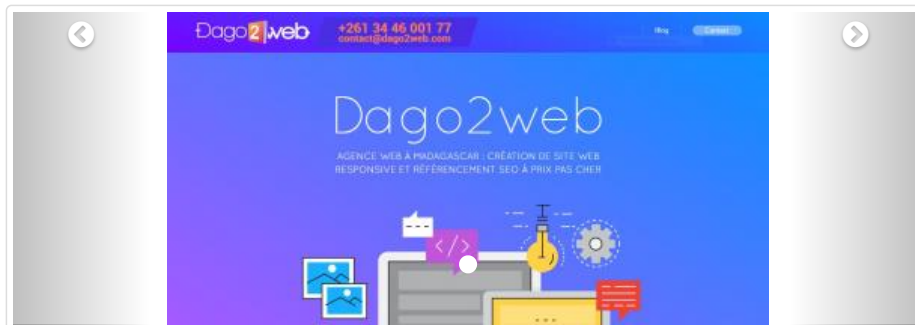 Dago2web
+261 34 46 001 77
contact@dago2web.com
Blog
Contact
Dago2web
AGENCE WEB À MADAGASCAR : CRÉATION DE SITE WEB
RESPONSIVE ET RÉFÉRENCEMENT SEO À PRIX PAS CHER